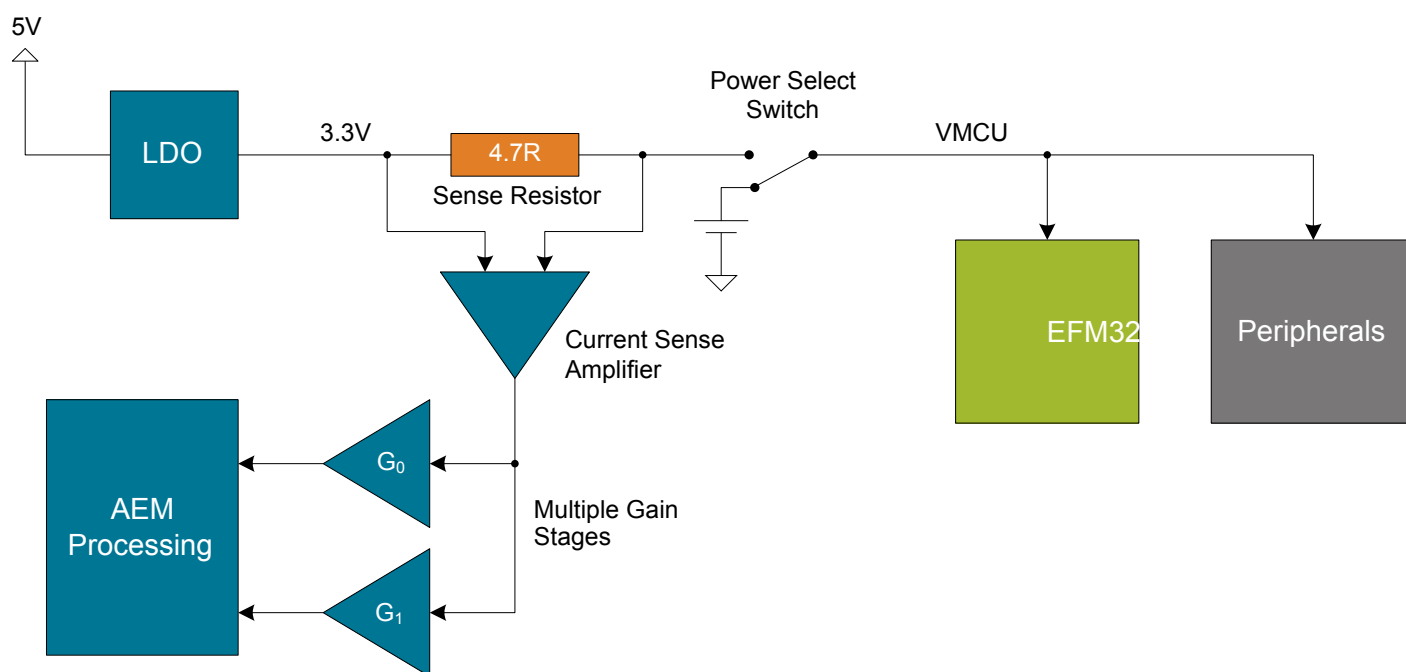 5V
LDO
3.3V
4.7R
Sense Resistor
Power Select
Switch
VMCU
Current Sense
Amplifier
EFM32
Peripherals
AEM
Processing
G₀
G₁
Multiple Gain
Stages